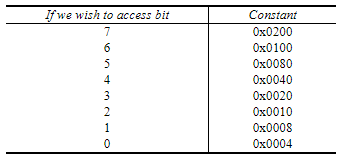 If we wish to access bit Constant
7 0x0200
6 0x0100
5 0x0080
4 0x0040
3 0x0020
2 0x0010
1 0x0008
0 0x0004